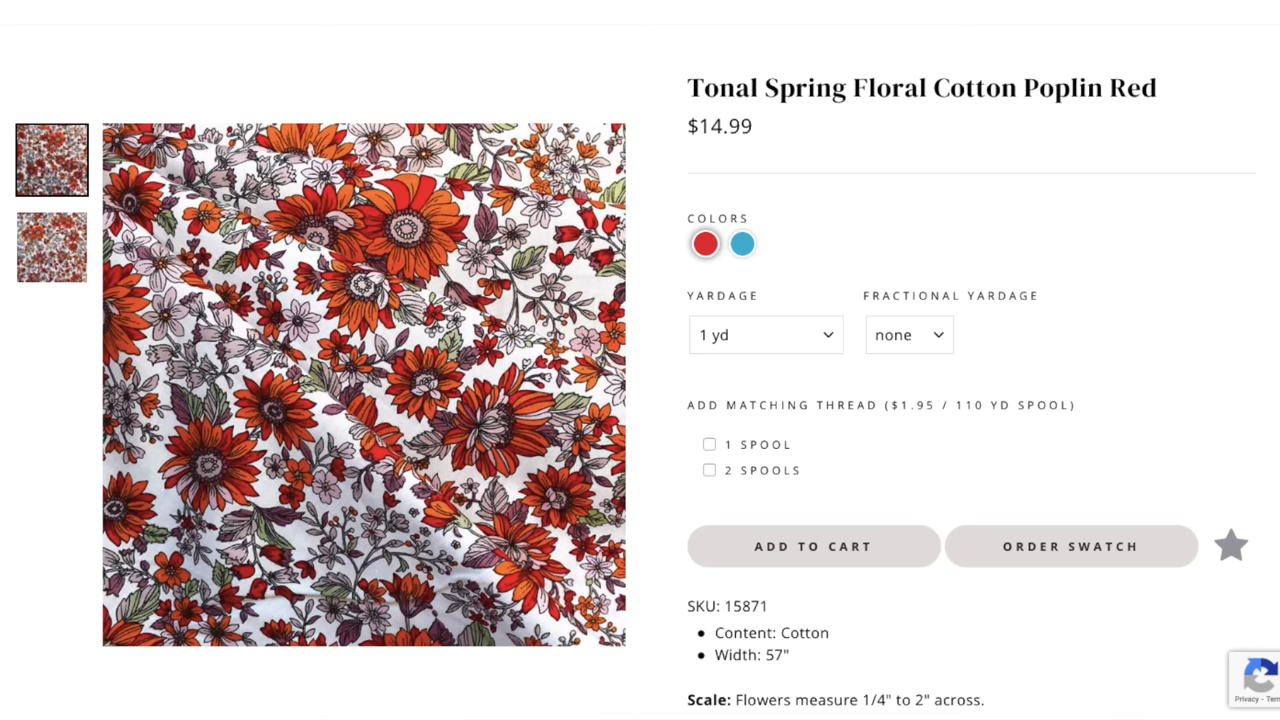 Tonal Spring Floral Cotton Poplin Red
$14.99
COLORS
YARDAGE FRACTIONAL YARDAGE
1 yd none
ADD MATCHING THREAD ($1.95 / 110 YD SPOOL)
1 SPOOL
2 SPOOLS
ADD TO CART ORDER SWATCH
SKU: 15871
Content: Cotton
Width: 57"
Scale: Flowers measure 1/4" to 2" across.
Privacy -